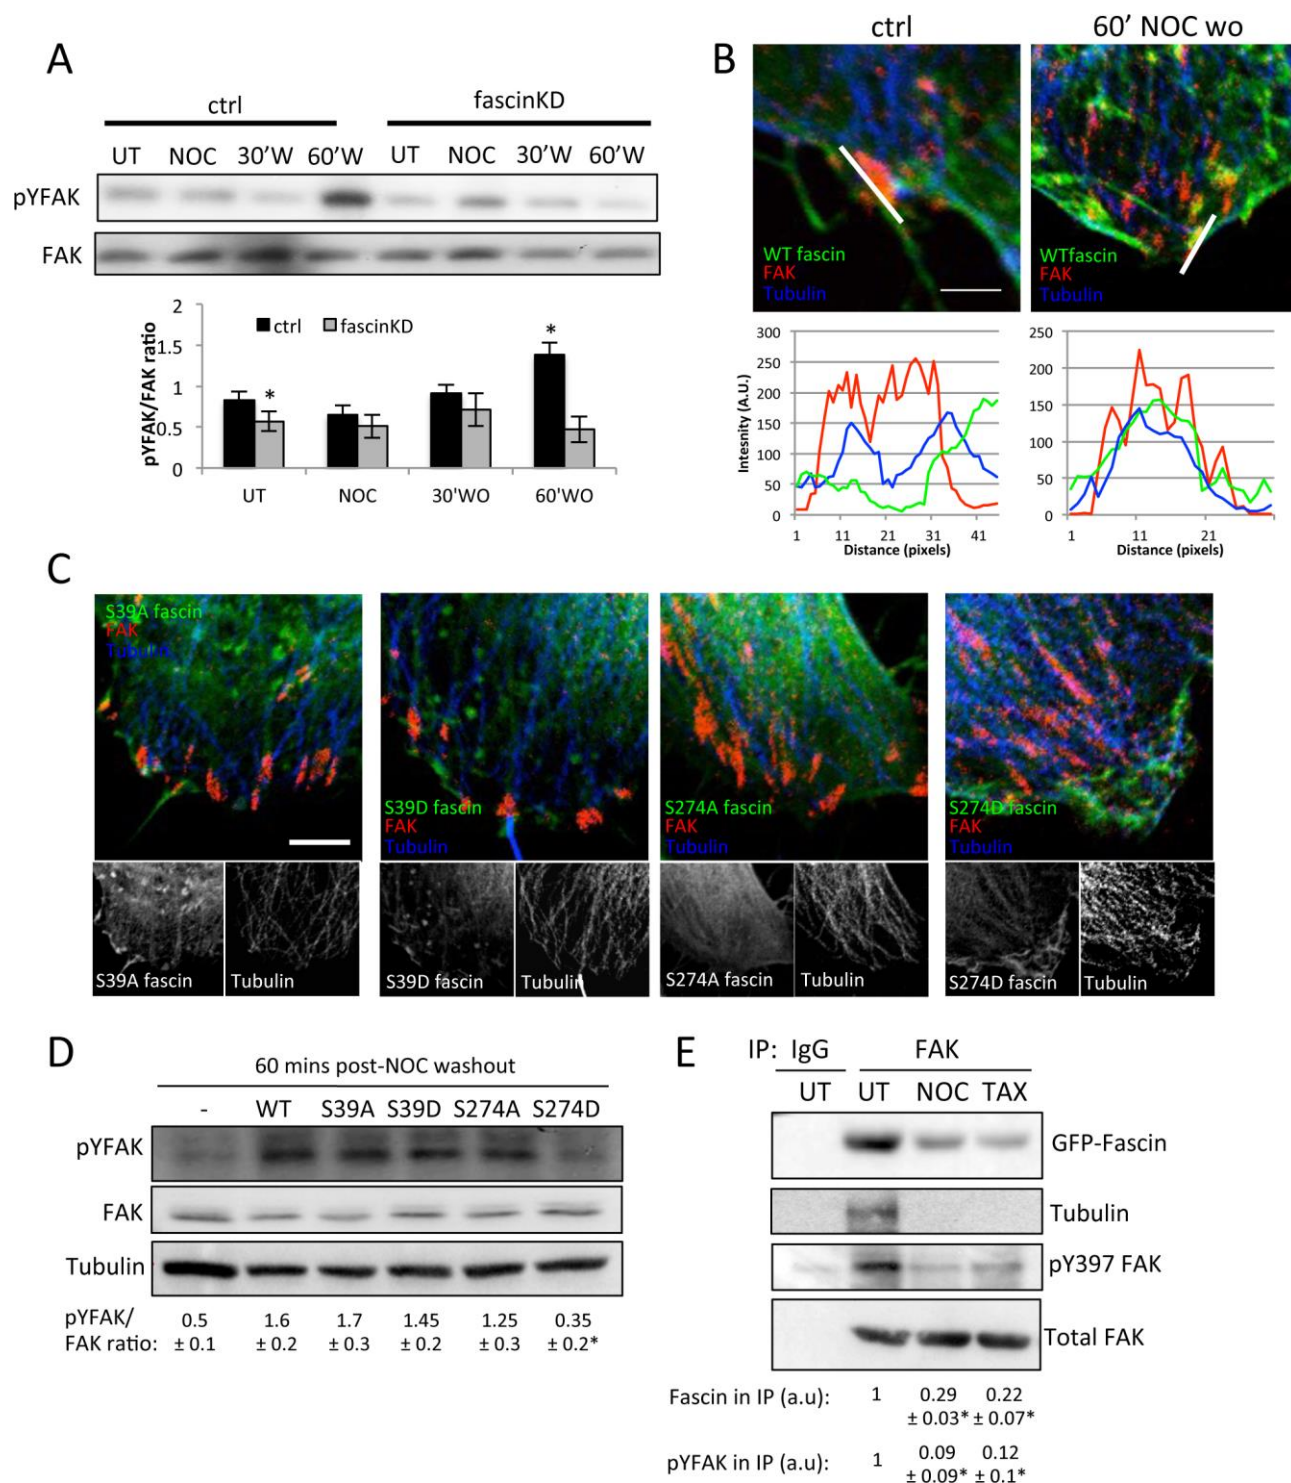 A
ctrl
fascinKD
UT NOC 30'W 60'W UT NOC 30'W 60'W
pYFAK
FAK
pYFAK/FAK ratio
2
1.5
1
0.5
0
ctrl fascinKD
*
*
UT NOC 30'WO 60'WO
B
ctrl
60' NOC wo
WT fascin
FAK
Tubulin
WTfascin
FAK
Tubulin
Intesnity (A.U.)
300
250
200
150
100
50
0
1 11 21 31 41
Distance (pixels)
250
200
150
100
50
0
1 11 21
Distance (pixels)
C
S39A fascin
FAK
Tubulin
S39D fascin
FAK
Tubulin
S274A fascin
FAK
Tubulin
S274D fascin
FAK
Tubulin
S39A fascin
Tubulin
S39D fascin
Tubulin
S274A fascin
Tubulin
S274D fascin
Tubulin
D
60 mins post-NOC washout
- WT S39A S39D S274A S274D
pYFAK
FAK
Tubulin
pYFAK/ 0.5 1.6 1.7 1.45 1.25 0.35
FAK ratio: ± 0.1 ± 0.2 ± 0.3 ± 0.2 ± 0.3 ± 0.2*
E
IP: IgG FAK
UT UT NOC TAX
GFP-Fascin
Tubulin
pY397 FAK
Total FAK
Fascin in IP (a.u): 1 0.29 0.22
± 0.03* ± 0.07*
pYFAK in IP (a.u): 1 0.09 0.12
± 0.09* ± 0.1*